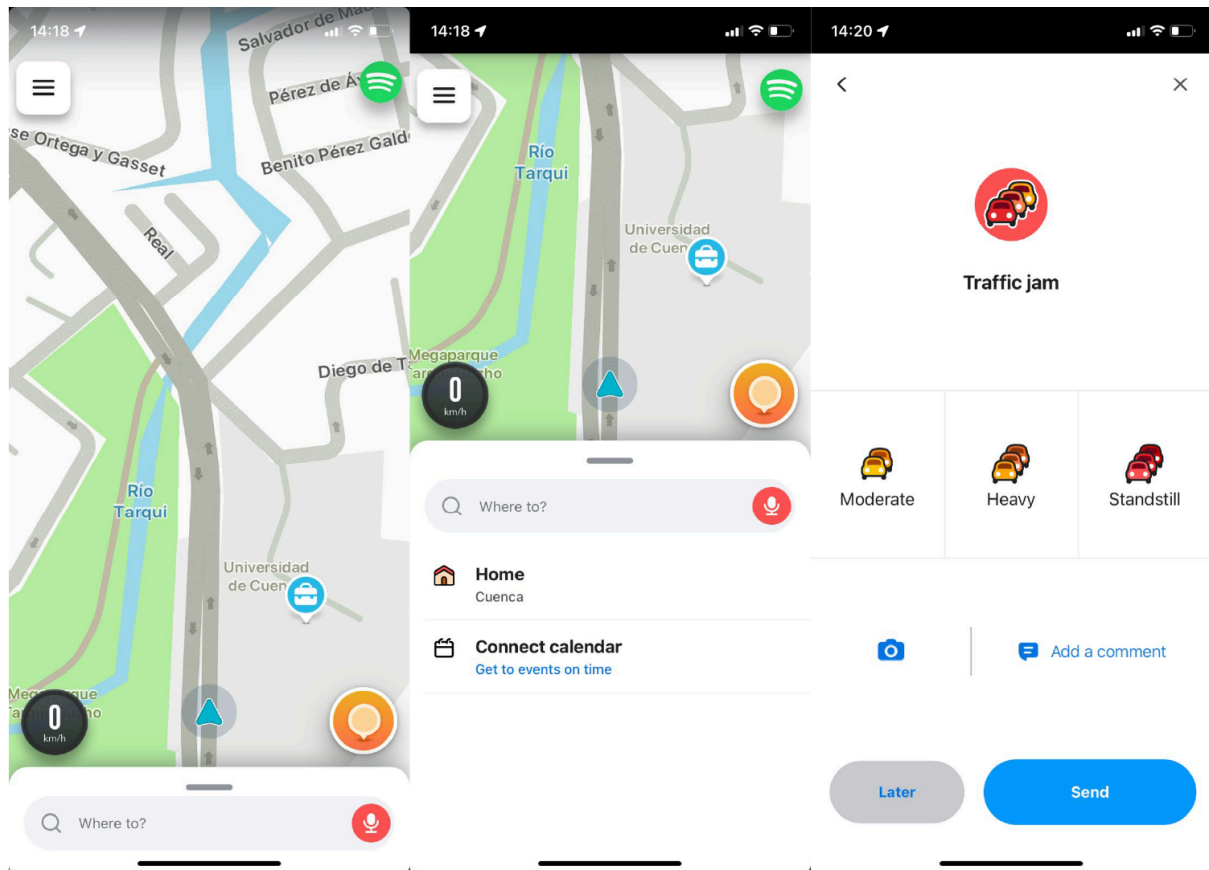 14:18
Salvador de
Pérez de
se Ortega y Gasset
Benito Pérez Gald
Real
Diego de T
Río
Tarqui
Universidad
de Cuen
0
km/h
Where to?
14:18
Río
Tarqui
Universidad
de Cuen
Megaparque
0
km/h
Where to?
Home
Cuenca
Connect calendar
Get to events on time
14:20
Traffic jam
Moderate
Heavy
Standstill
Add a comment
Later
Send